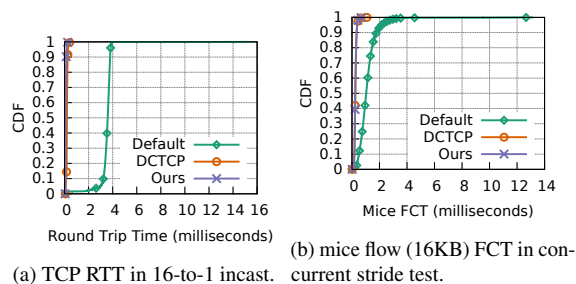 1
0.9
0.8
0.7
0.6
0.5
0.4
0.3
0.2
0.1
0
CDF
Default
DCTCP
Ours
0 2 4 6 8 10 12 14 16
Round Trip Time (milliseconds)
(a) TCP RTT in 16-to-1 incast.
1
0.9
0.8
0.7
0.6
0.5
0.4
0.3
0.2
0.1
0
CDF
Default
DCTCP
Ours
0 2 4 6 8 10 12 14
Mice FCT (milliseconds)
(b) mice flow (16KB) FCT in con-
current stride test.